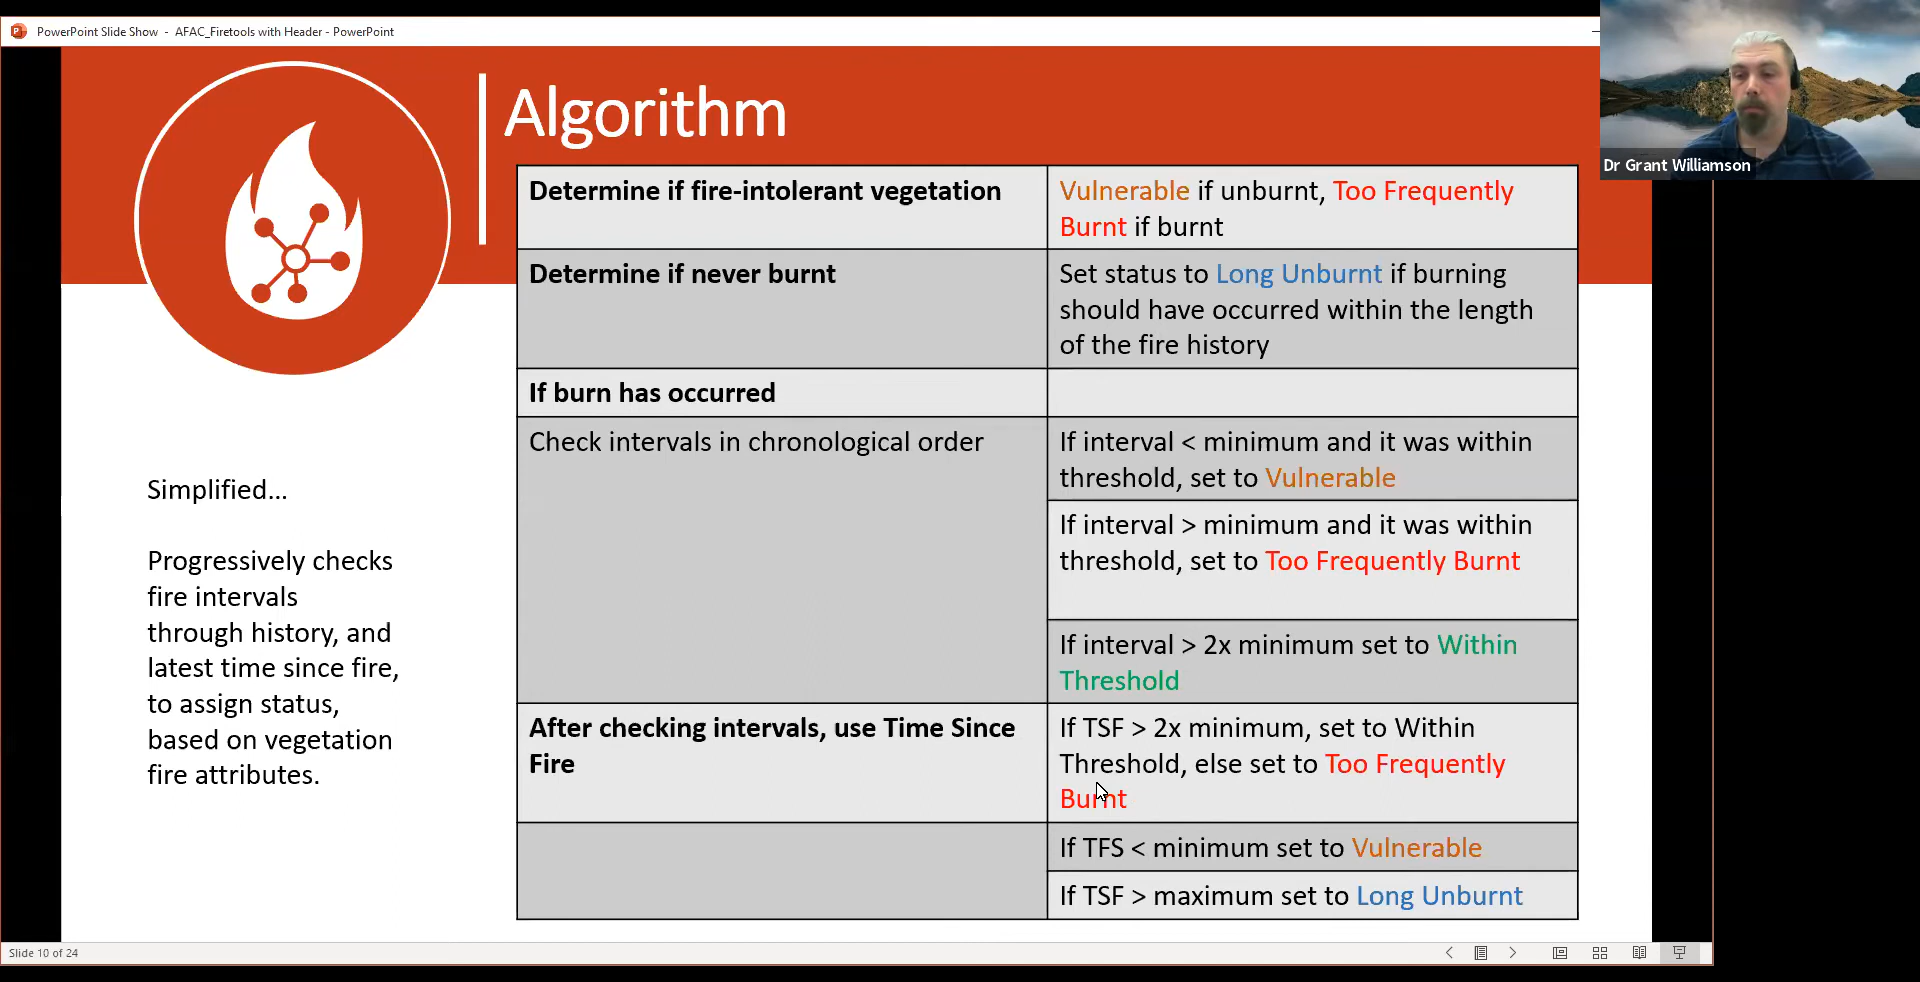 PowerPoint Slide Show - AFAC_Firetools with Header - PowerPoint
Dr Grant Williamson
Algorithm
Simplified...
Progressively checks
fire intervals
through history, and
latest time since fire,
to assign status,
based on vegetation
fire attributes.
Determine if fire-intolerant vegetation
Vulnerable if unburnt, Too Frequently
Burnt if burnt
Determine if never burnt
Set status to Long Unburnt if burning
should have occurred within the length
of the fire history
If burn has occurred
Check intervals in chronological order
If interval < minimum and it was within
threshold, set to Vulnerable
If interval > minimum and it was within
threshold, set to Too Frequently Burnt
If interval > 2x minimum set to Within
Threshold
After checking intervals, use Time Since
Fire
If TSF > 2x minimum, set to Within
Threshold, else set to Too Frequently
Burnt
If TFS < minimum set to Vulnerable
If TSF > maximum set to Long Unburnt
Slide 10 of 24